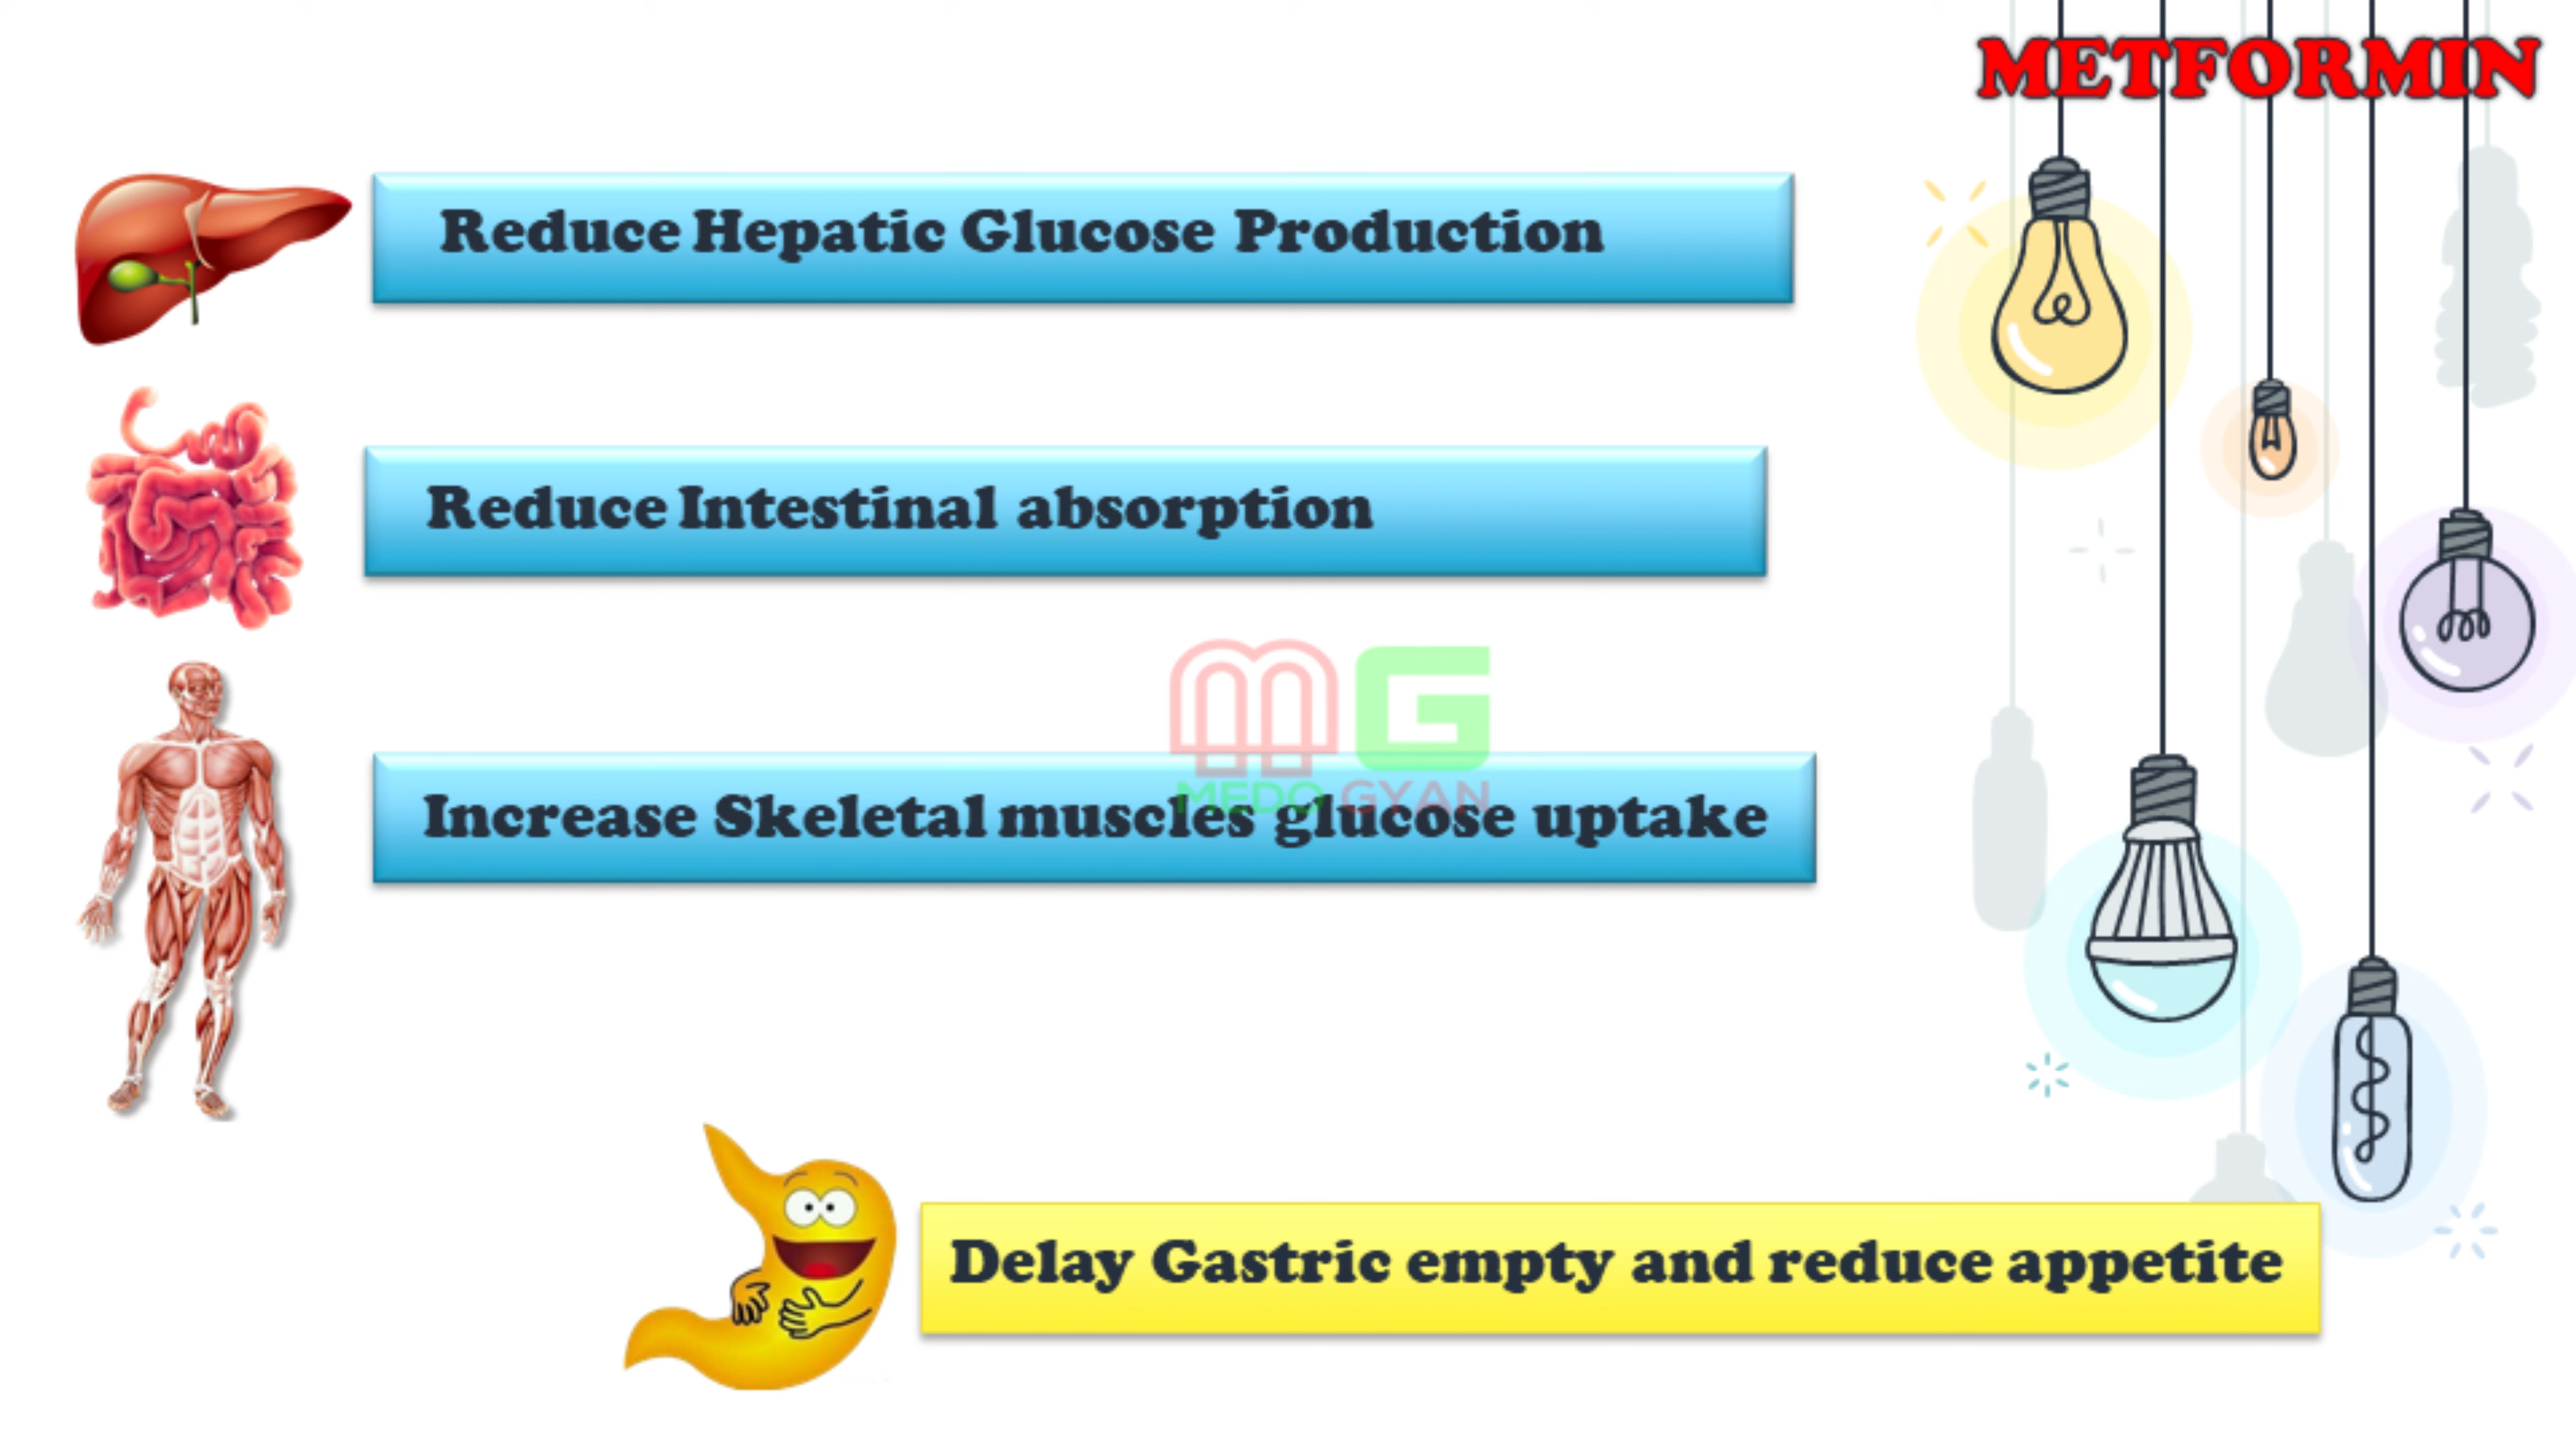 METFORMIN
Reduce Hepatic Glucose Production
Reduce Intestinal absorption
MG
MEDO GYAN
Increase Skeletal muscles glucose uptake
Delay Gastric empty and reduce appetite